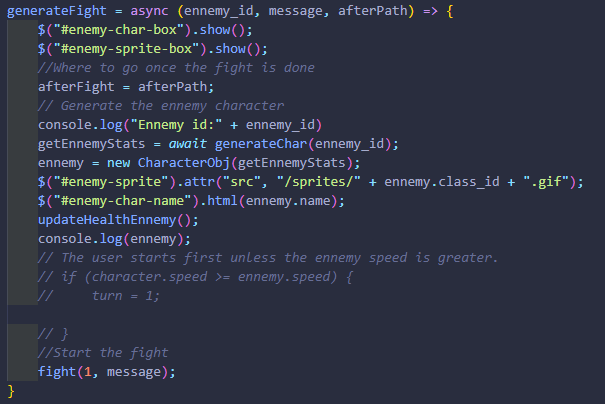 generateFight = async (ennemy_id, message, afterPath) => {
    $("#enemy-char-box").show();
    $("#enemy-sprite-box").show();
    //Where to go once the fight is done
    afterFight = afterPath;
    // Generate the ennemy character
    console.log("Ennemy id:" + ennemy_id)
    getEnnemyStats = await generateChar(ennemy_id);
    ennemy = new CharacterObj(getEnnemyStats);
    $("#enemy-sprite").attr("src", "/sprites/" + ennemy.class_id + ".gif");
    $("#enemy-char-name").html(ennemy.name);
    updateHealthEnnemy();
    console.log(ennemy);
    // The user starts first unless the ennemy speed is greater.
    // if (character.speed >= ennemy.speed) {
    //     turn = 1;

    // }
    //Start the fight
    fight(1, message);
}